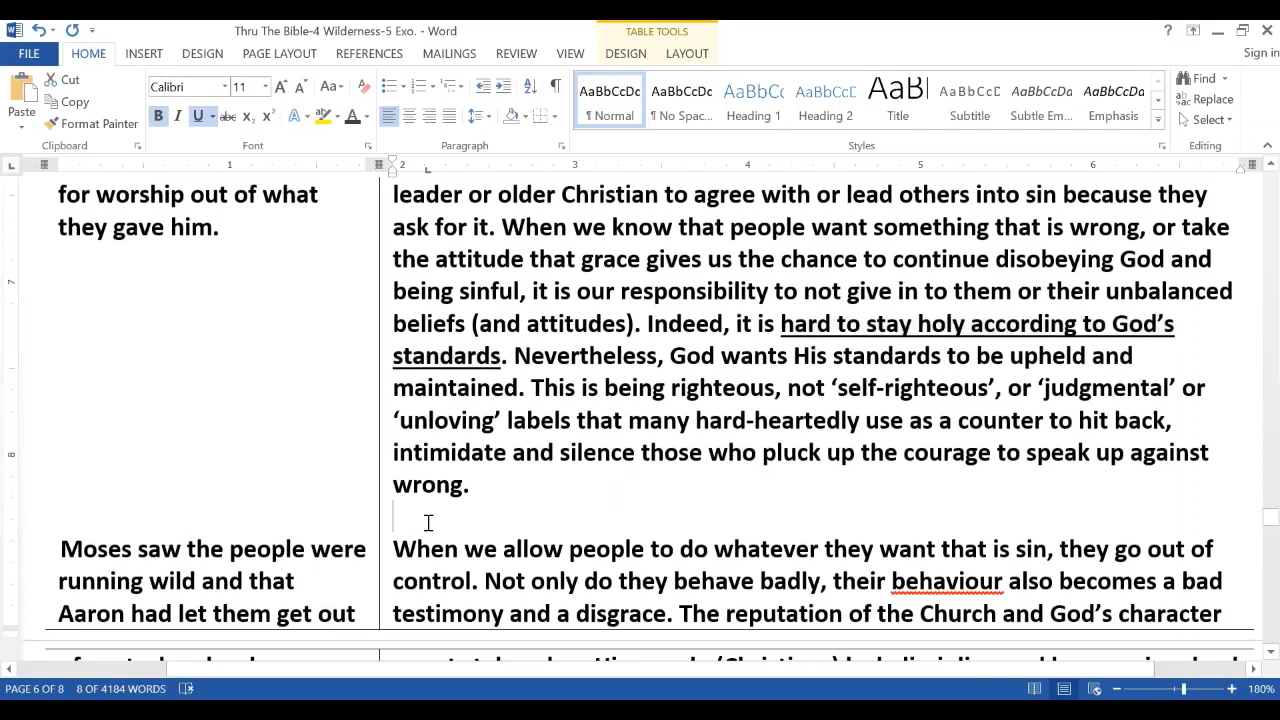 Thru The Bible-4 Wilderness-5 Exo. - Word
TABLE TOOLS
?
FILE HOME INSERT DESIGN PAGE LAYOUT REFERENCES MAILINGS REVIEW VIEW DESIGN LAYOUT Sign in
Paste
Cut
Copy
Format Painter
Clipboard
Calibri 11
Font
Paragraph
AaBbCcDc AaBbCcDc AaBbCc AaBbCcC AaBl AaBbCcC AaBbCcDa AaBbCcDa
¶ Normal ¶ No Spac... Heading 1 Heading 2 Title Subtitle Subtle Em... Emphasis
Styles
Find
Replace
Select
Editing
1 2 3 4 5 6
7
8
for worship out of what
they gave him.
leader or older Christian to agree with or lead others into sin because they
ask for it. When we know that people want something that is wrong, or take
the attitude that grace gives us the chance to continue disobeying God and
being sinful, it is our responsibility to not give in to them or their unbalanced
beliefs (and attitudes). Indeed, it is hard to stay holy according to God’s
standards. Nevertheless, God wants His standards to be upheld and
maintained. This is being righteous, not ‘self-righteous’, or ‘judgmental’ or
‘unloving’ labels that many hard-heartedly use as a counter to hit back,
intimidate and silence those who pluck up the courage to speak up against
wrong.
Moses saw the people were
running wild and that
Aaron had let them get out
When we allow people to do whatever they want that is sin, they go out of
control. Not only do they behave badly, their behaviour also becomes a bad
testimony and a disgrace. The reputation of the Church and God’s character
PAGE 6 OF 8 8 OF 4184 WORDS 180%